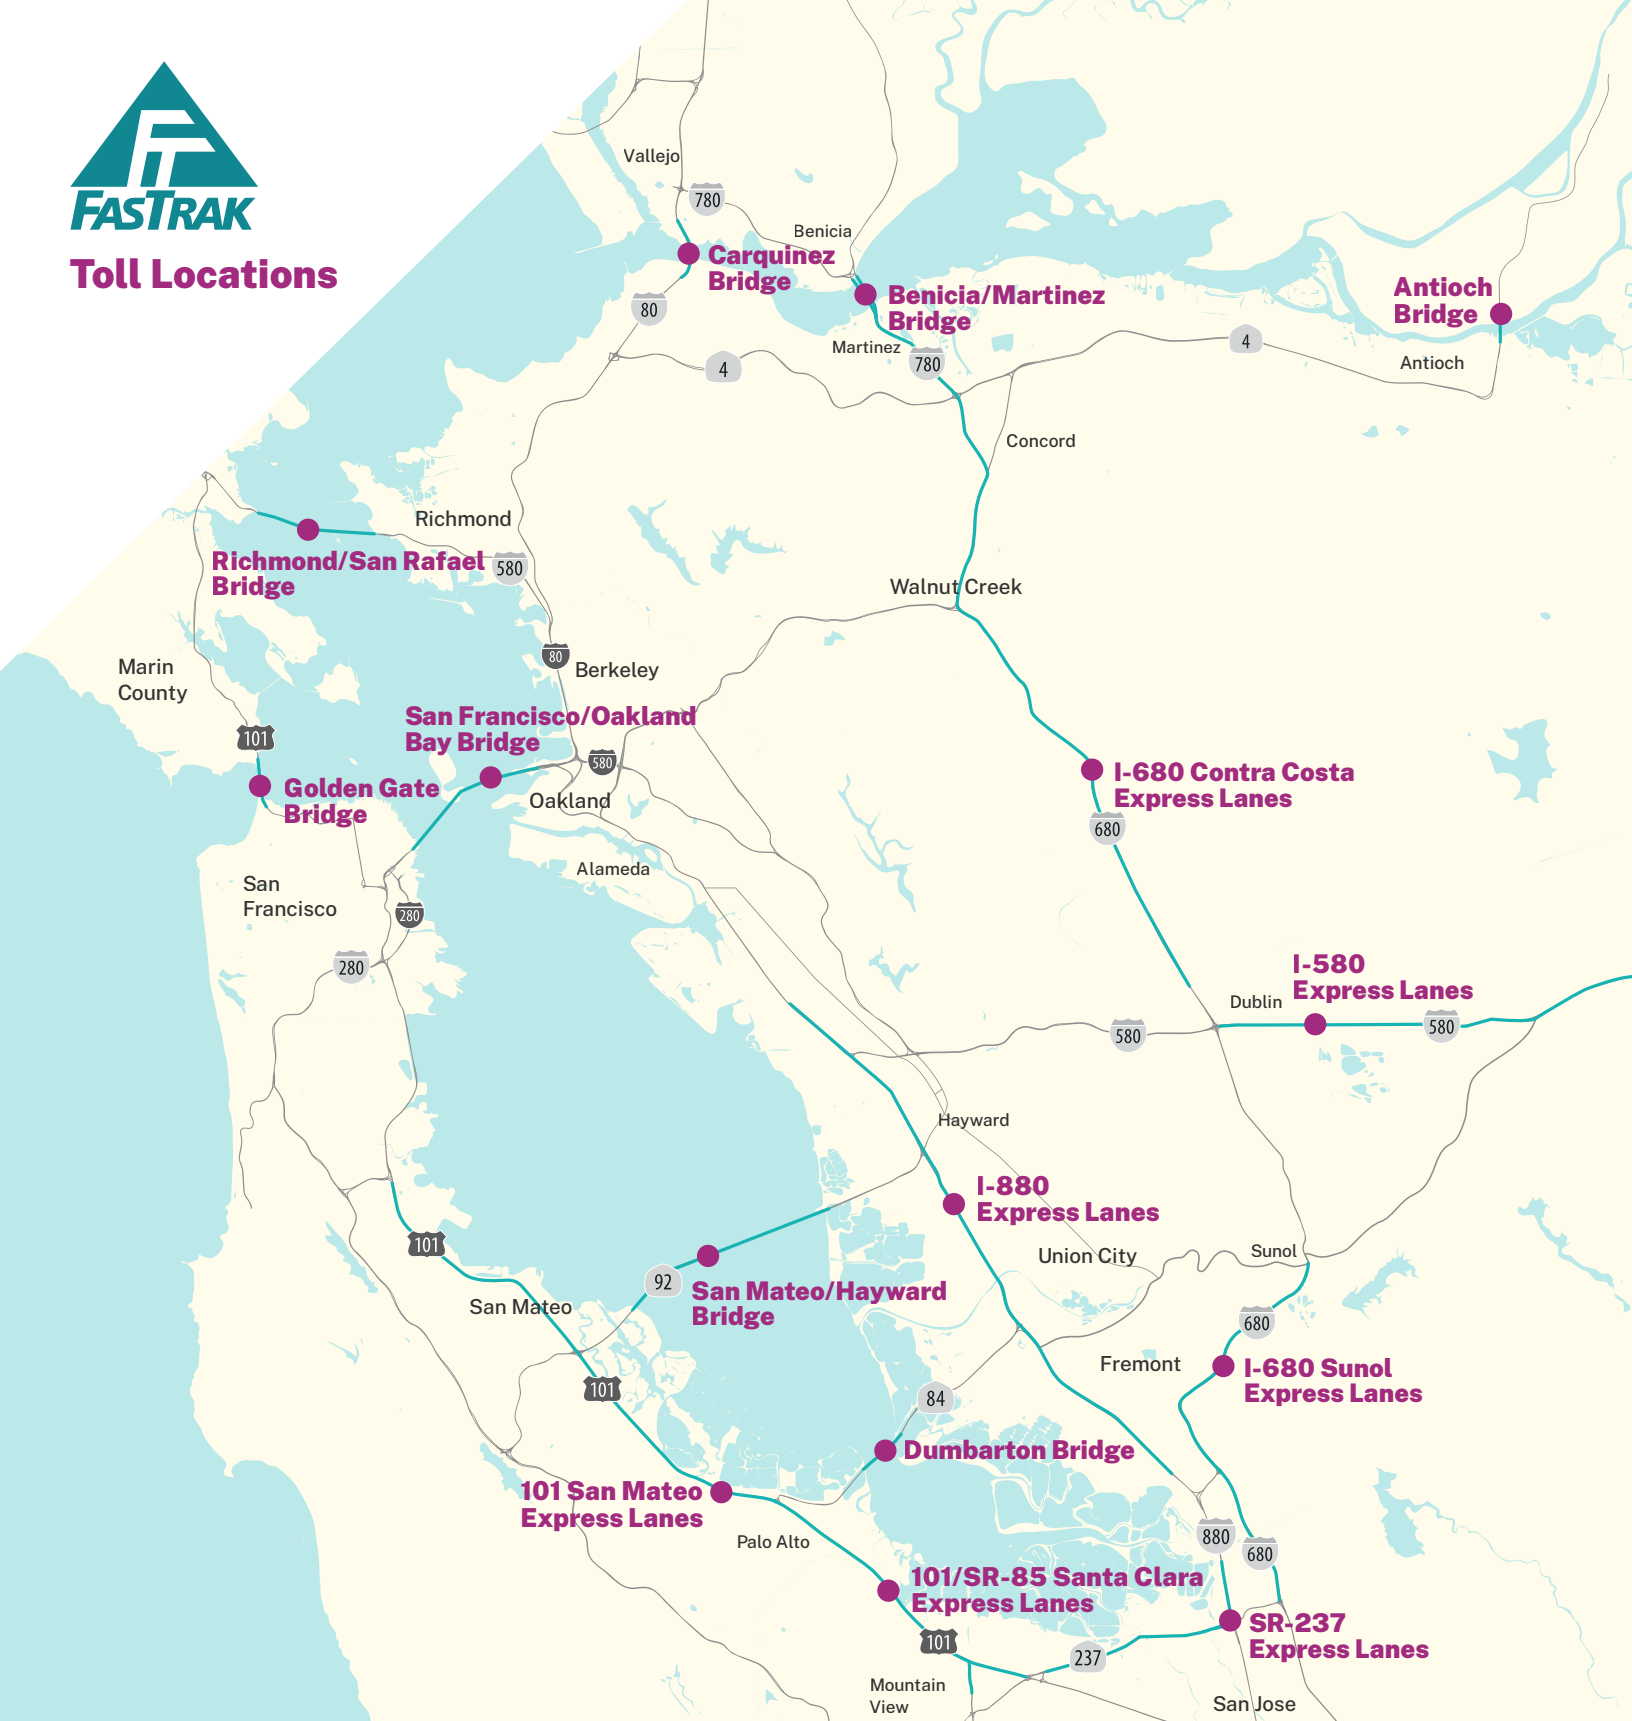 FASTRAK
Toll Locations
Vallejo
780
Benicia
Carquinez
Bridge
80
Benicia/Martinez
Bridge
Antioch
Bridge
Martinez
780
4
4
Antioch
Concord
Richmond
Richmond/San Rafael
Bridge
580
Walnut Creek
80
Berkeley
Marin
County
101
San Francisco/Oakland
Bay Bridge
580
Golden Gate
Bridge
Oakland
I-680 Contra Costa
Express Lanes
680
Alameda
San
Francisco
280
280
I-580
Express Lanes
Dublin
580
580
Hayward
I-880
Express Lanes
101
Union City
Sunol
92
San Mateo/Hayward
Bridge
San Mateo
680
Fremont
I-680 Sunol
Express Lanes
101
84
Dumbarton Bridge
101 San Mateo
Express Lanes
Palo Alto
880
680
101/SR-85 Santa Clara
Express Lanes
101
237
SR-237
Express Lanes
Mountain
View
San Jose